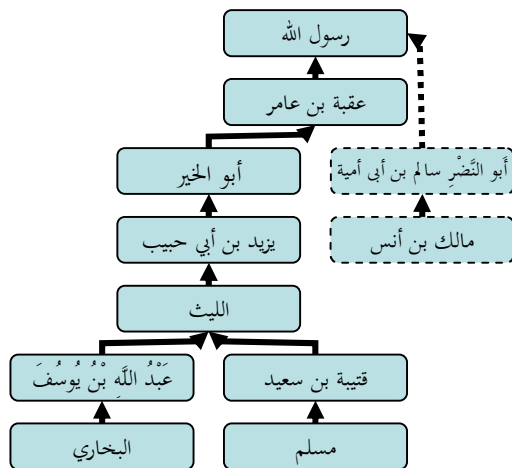 رسول الله
عقبة بن عامر
أبو الخير
أَبو النَّضْرِ سالم بن أبى أمية
يزيد بن أبي حبيب
مالك بن أنس
الليث
عَبْدُ اللَّهِ بْنُ يُوسُفَ
قتيبة بن سعيد
البخاري
مسلم